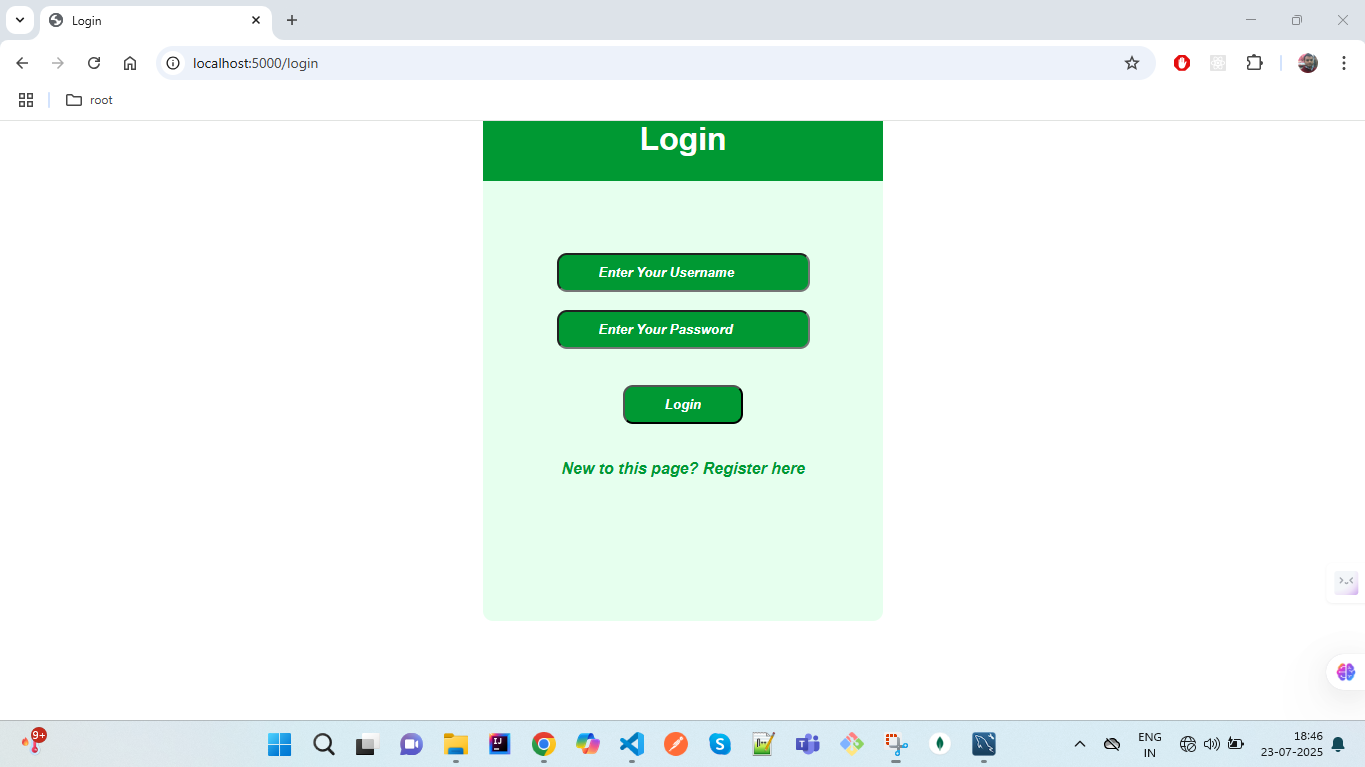 Login
localhost:5000/login
root
Login
Enter Your Username
Enter Your Password
Login
New to this page? Register here
9+
ENG
IN
18:46
23-07-2025